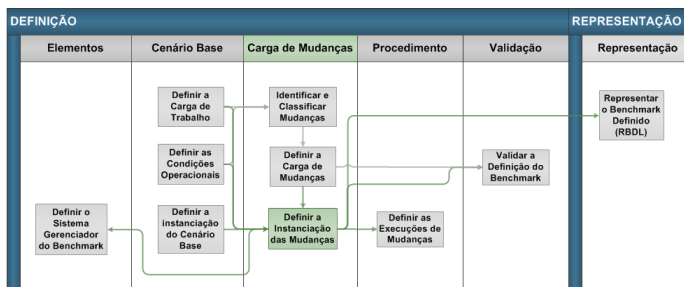 DEFINIÇÃO
REPRESENTAÇÃO
Elementos
Cenário Base
Carga de Mudanças
Procedimento
Validação
Representação
Definir a
Carga de
Trabalho
Identificar e
Classificar
Mudanças
Representar
o Benchmark
Definido
(RBDL)
Definir as
Condições
Operacionais
Definir a
Carga de
Mudanças
Validar a
Definição do
Benchmark
Definir o
Sistema
Gerenciador
do Benchmark
Definir a
instanciação
do Cenário
Base
Definir a
Instanciação
das Mudanças
Definir as
Execuções de
Mudanças